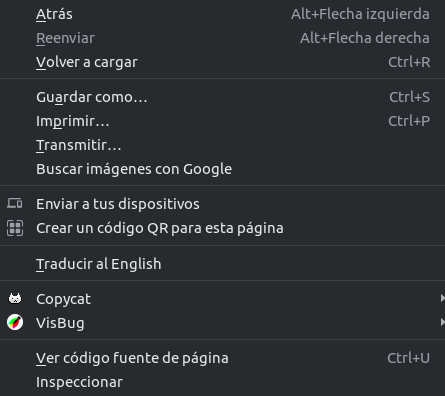 Atrás Alt+Flecha izquierda
Reenviar Alt+Flecha derecha
Volver a cargar Ctrl+R
Guardar como... Ctrl+S
Imprimir... Ctrl+P
Transmitir...
Buscar imágenes con Google
Enviar a tus dispositivos
Crear un código QR para esta página
Traducir al English
Copycat
VisBug
Ver código fuente de página Ctrl+U
Inspeccionar